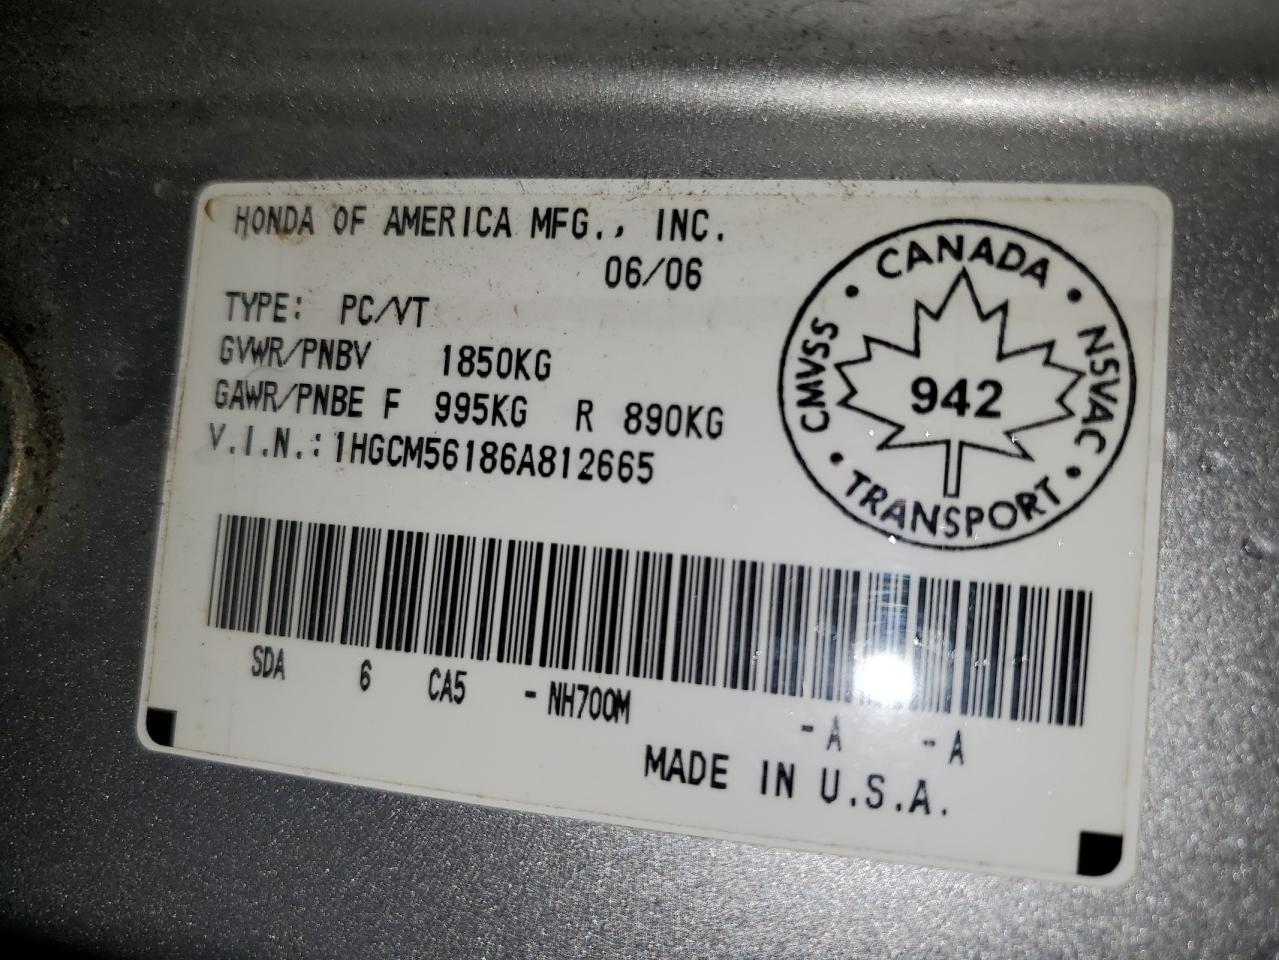 HONDA OF AMERICA MFG., INC.
06/06
TYPE: PC/VT
GVWR/PNBV 1850KG
GAWR/PNBE F 995KG R 890KG
V.I.N.: 1HGCM56186A812665
CANADA
CMVSS
942
NSVAC
TRANSPORT
SDA 6 CA5 -NH700M -A -A
MADE IN U.S.A.